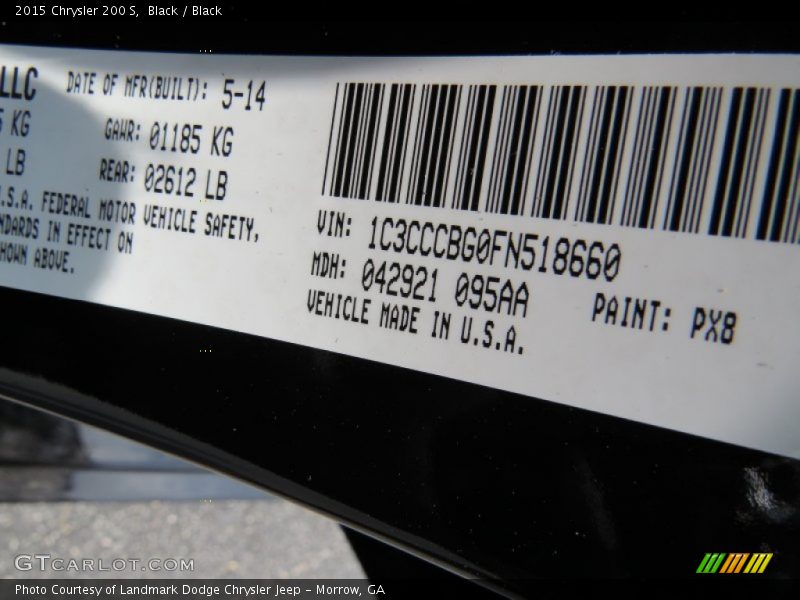 2015 Chrysler 200 S, Black / Black
LLC
DATE OF MFR(BUILT): 5-14
KG
GAWR: 01185 KG
LB
REAR: 02612 LB
U.S.A. FEDERAL MOTOR VEHICLE SAFETY,
IN EFFECT ON
ABOVE.
VIN: 1C3CCCBG0FN518660
MDH: 042921 095AA
PAINT: PX8
VEHICLE MADE IN U.S.A.
GTCARLOT.COM
Photo Courtesy of Landmark Dodge Chrysler Jeep - Morrow, GA